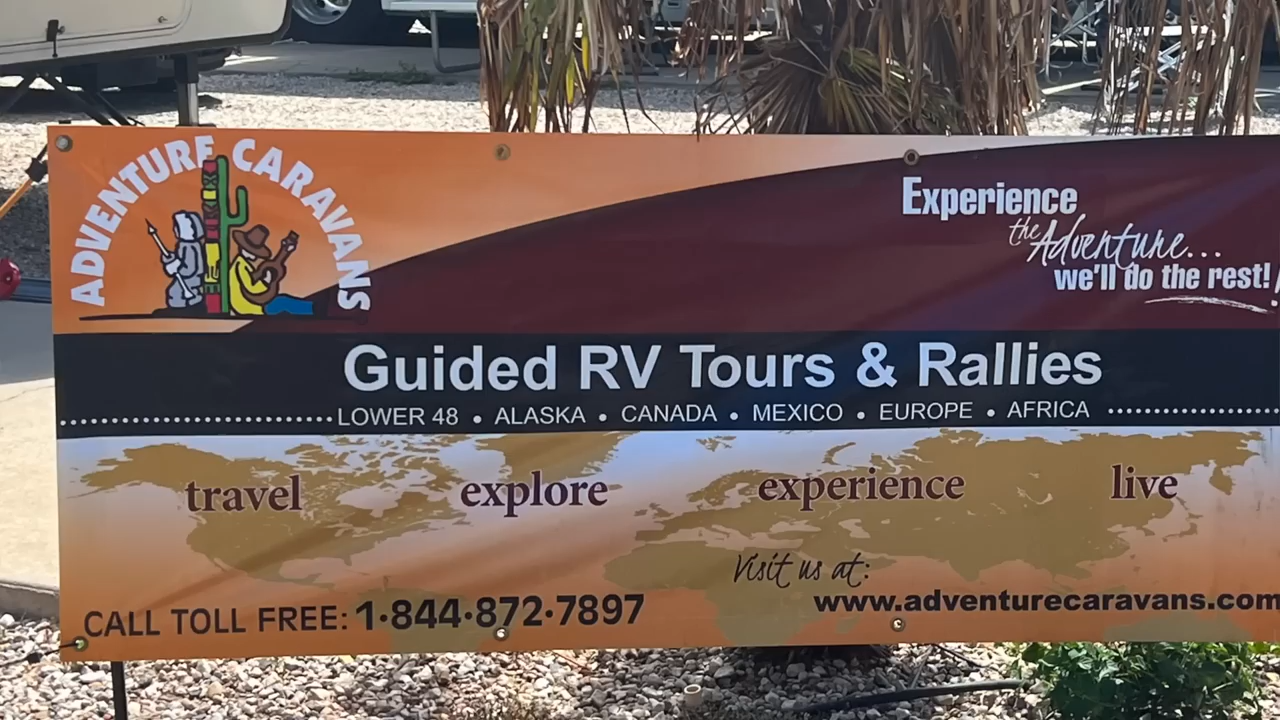 ADVENTURE CARAVANS
Experience
the Adventure...
we'll do the rest!
Guided RV Tours & Rallies
LOWER 48 • ALASKA • CANADA • MEXICO • EUROPE • AFRICA
travel explore experience live
Visit us at:
CALL TOLL FREE: 1·844·872·7897
www.adventurecaravans.com